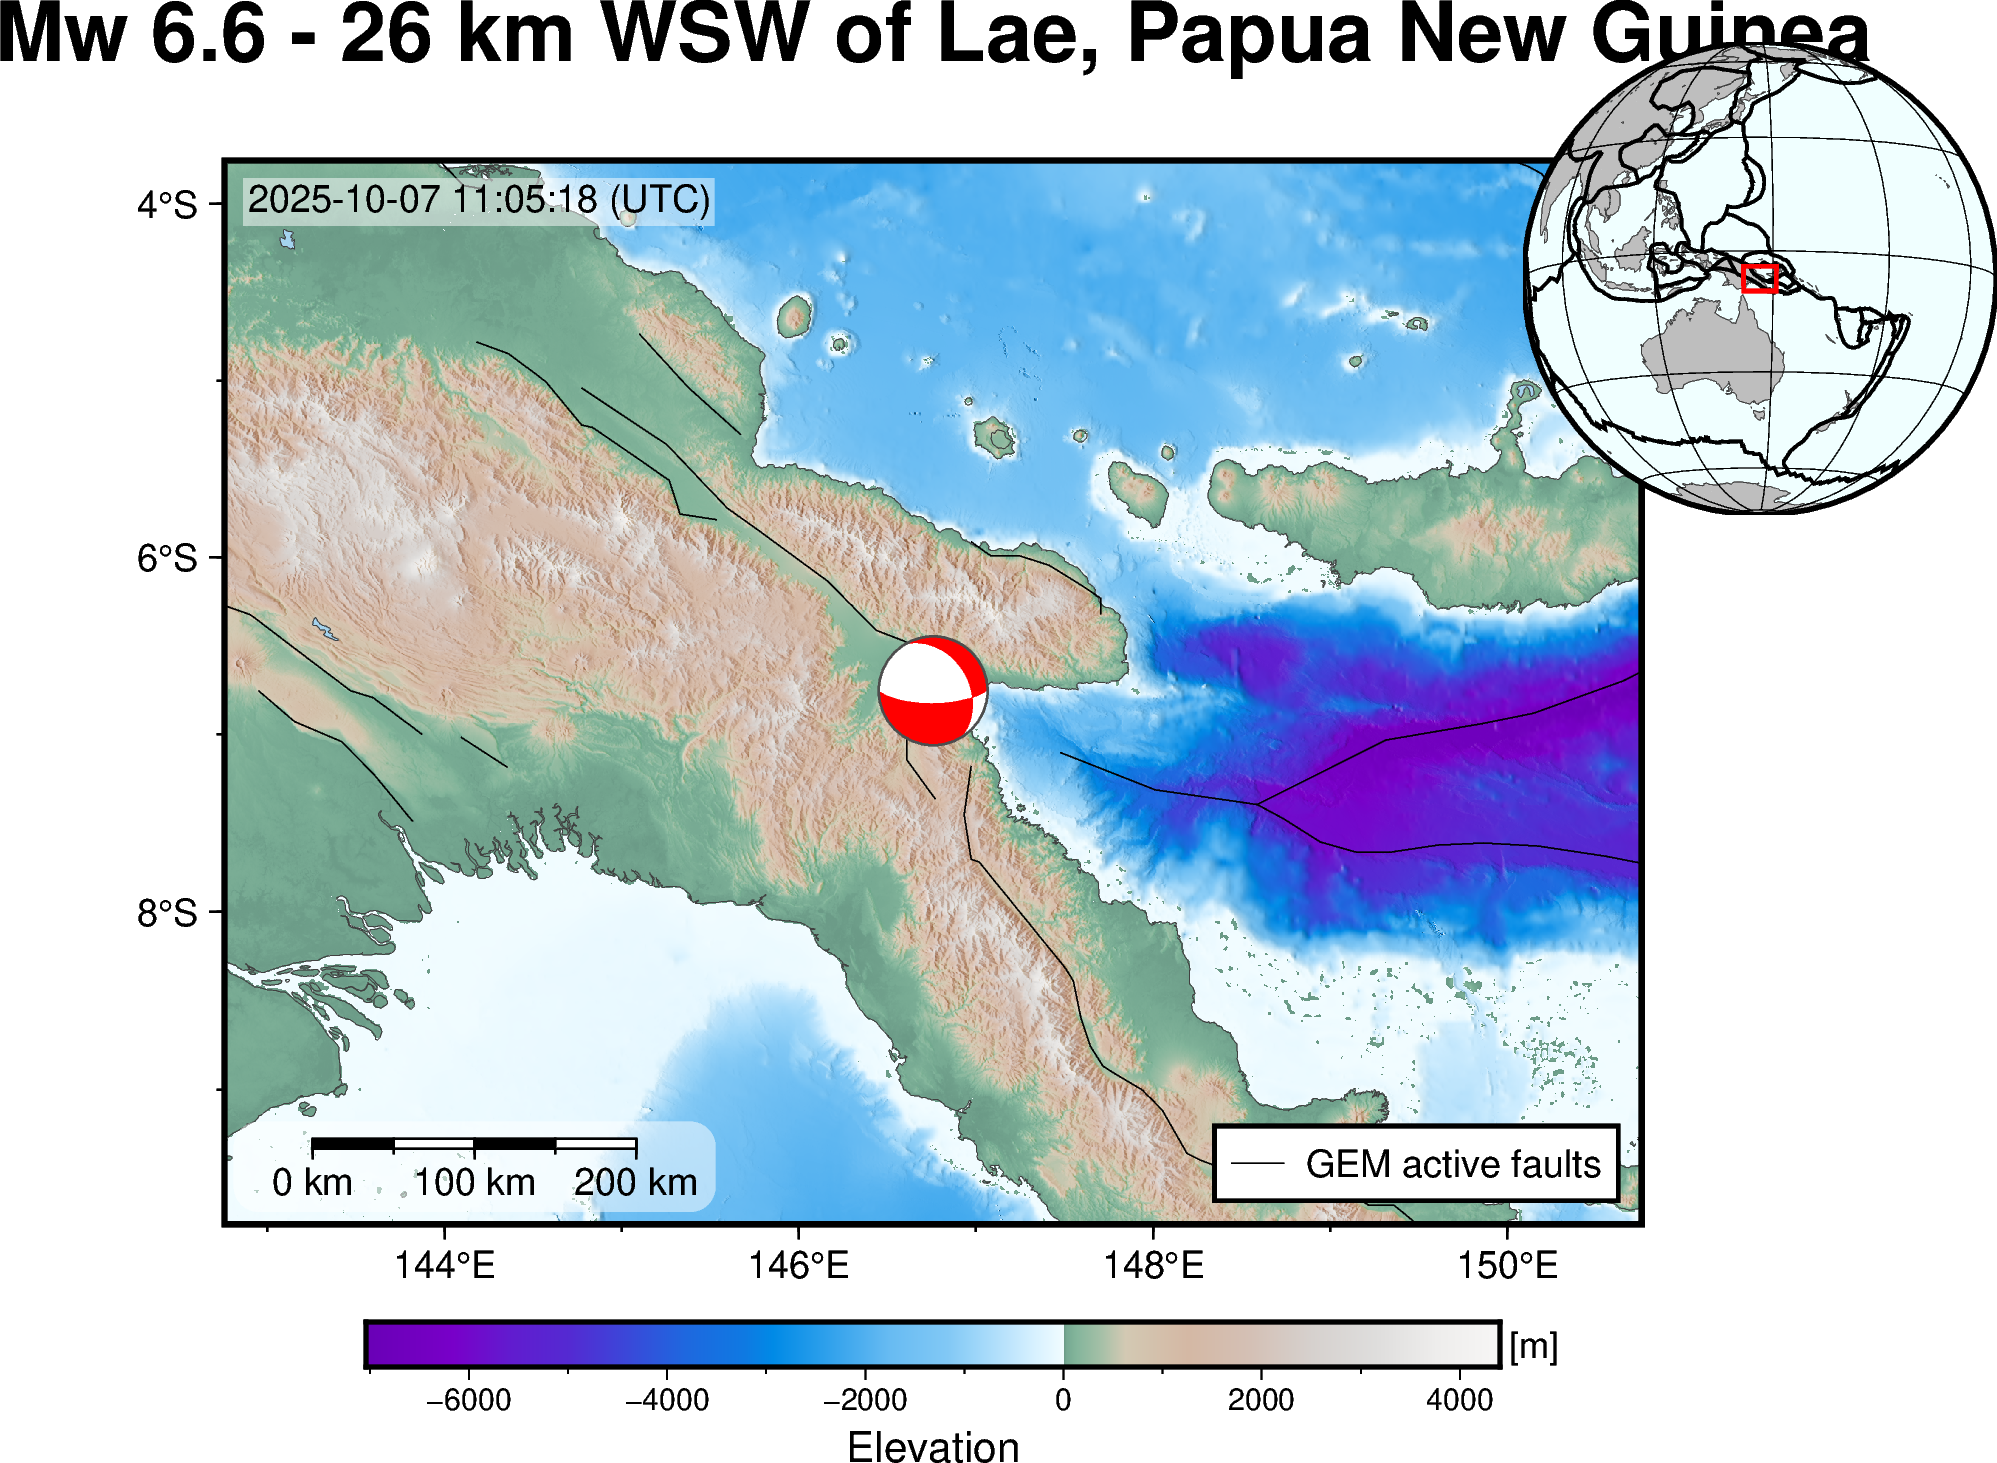 Mw 6.6 - 26 km WSW of Lae, Papua New Guinea
2025-10-07 11:05:18 (UTC)
4°S
6°S
8°S
0 km 100 km 200 km
GEM active faults
144°E 146°E 148°E 150°E
[m]
−6000 −4000 −2000 0 2000 4000
Elevation